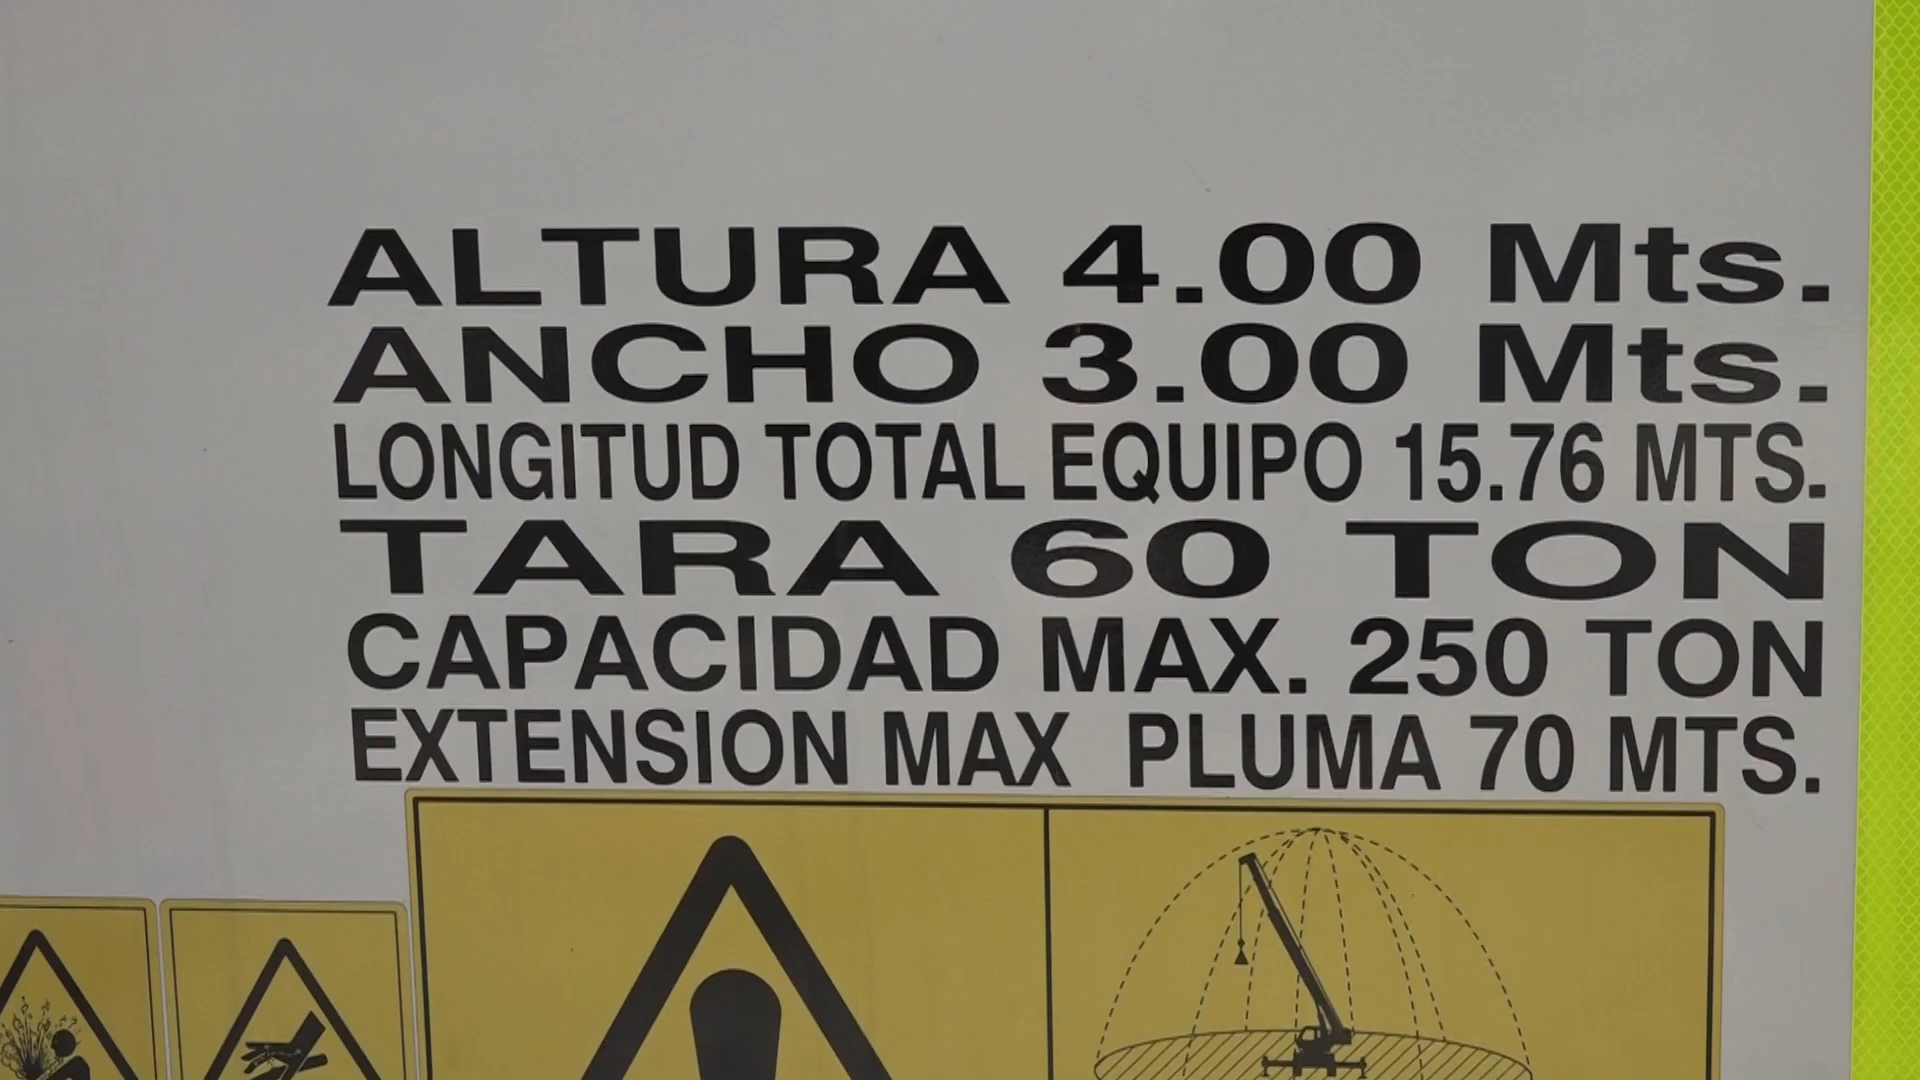 ALTURA 4.00 Mts.
ANCHO 3.00 Mts.
LONGITUD TOTAL EQUIPO 15.76 MTS.
TARA 60 TON
CAPACIDAD MAX. 250 TON
EXTENSION MAX PLUMA 70 MTS.